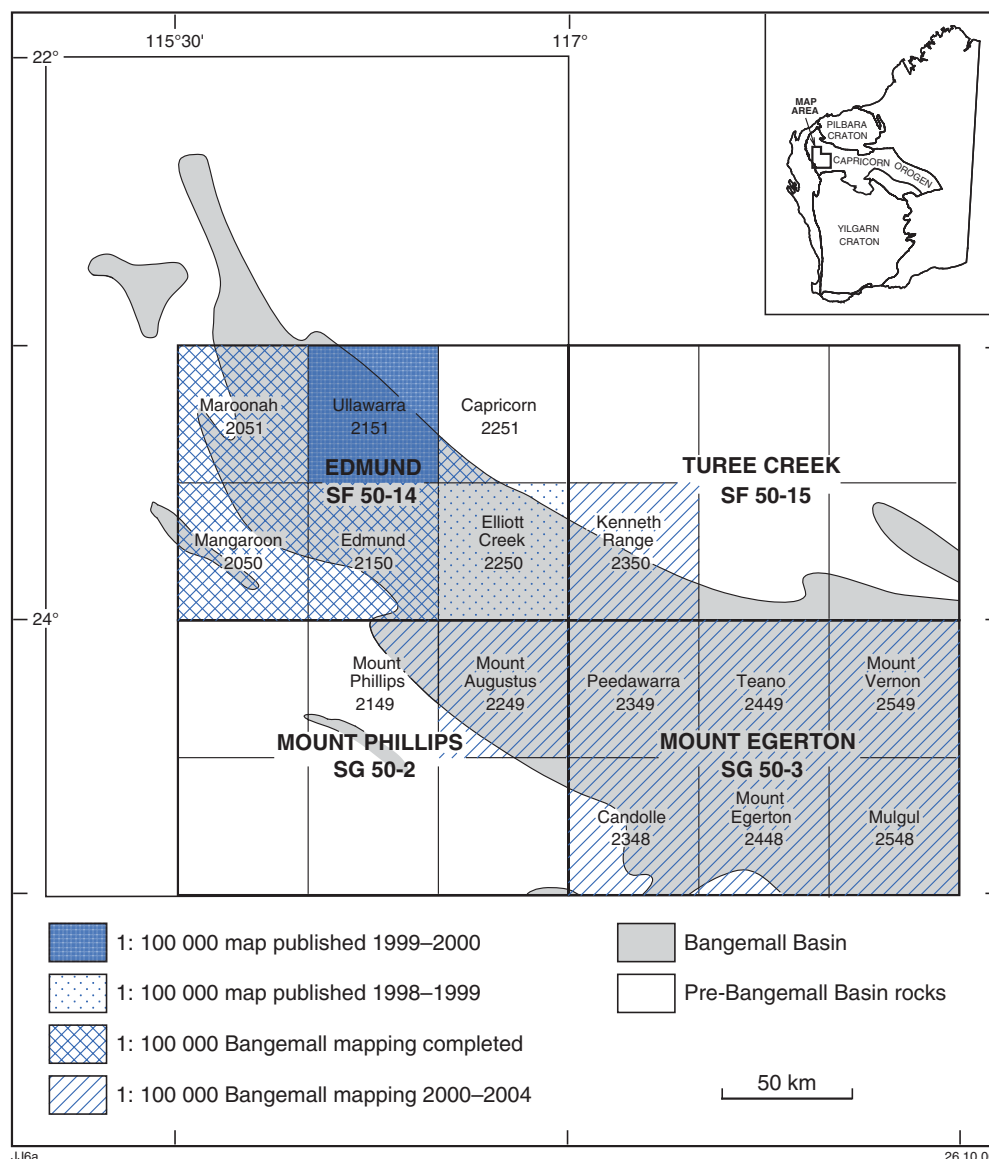 115°30'
117°
22°
MAP
AREA
PILBARA
CRATON
CAPRICORN OROGEN
YILGARN
CRATON
Maroonah
2051
Ullawarra
2151
Capricorn
2251
EDMUND
SF 50-14
TUREE CREEK
SF 50-15
Mangaroon
2050
Edmund
2150
Elliott
Creek
2250
Kenneth
Range
2350
24°
Mount
Phillips
2149
Mount
Augustus
2249
Peedawarra
2349
Teano
2449
Mount
Vernon
2549
MOUNT PHILLIPS
SG 50-2
MOUNT EGERTON
SG 50-3
Candolle
2348
Mount
Egerton
2448
Mulgul
2548
1: 100 000 map published 1999–2000
1: 100 000 map published 1998–1999
1: 100 000 Bangemall mapping completed
1: 100 000 Bangemall mapping 2000–2004
Bangemall Basin
Pre-Bangemall Basin rocks
50 km